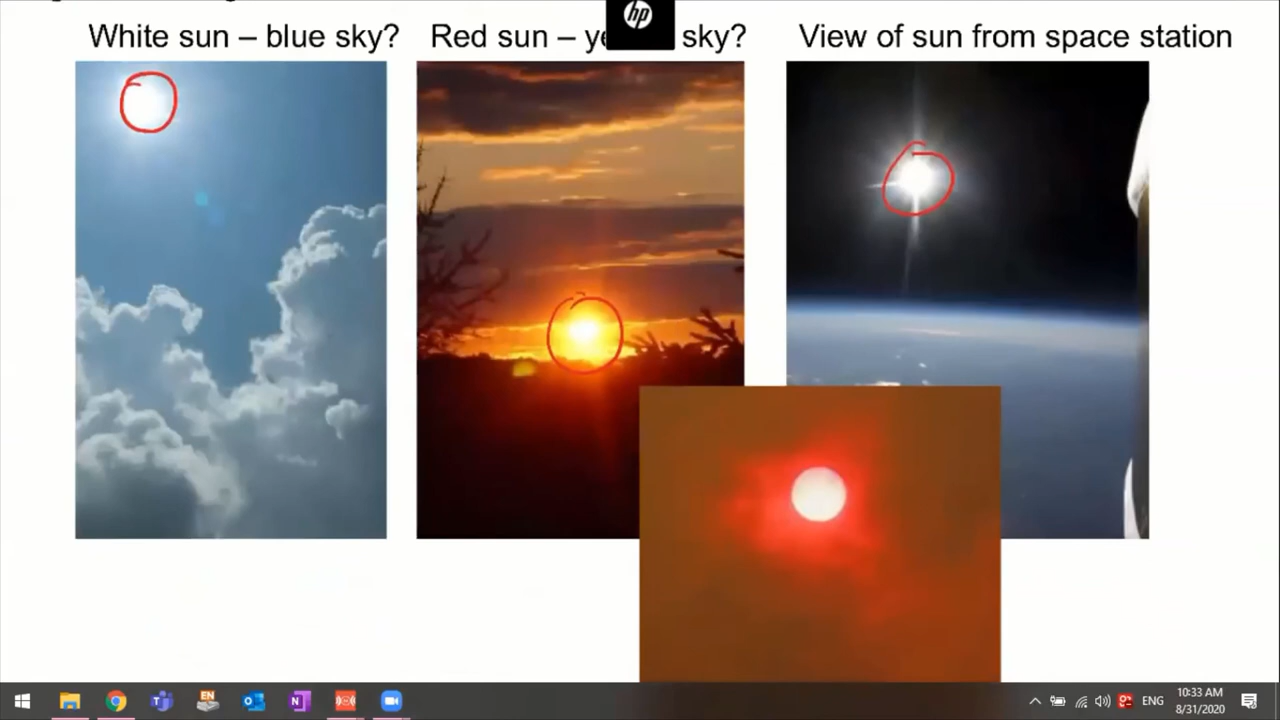 White sun – blue sky?
Red sun – ye sky?
View of sun from space station
hp
EN
N
ENG
10:33 AM
8/31/2020